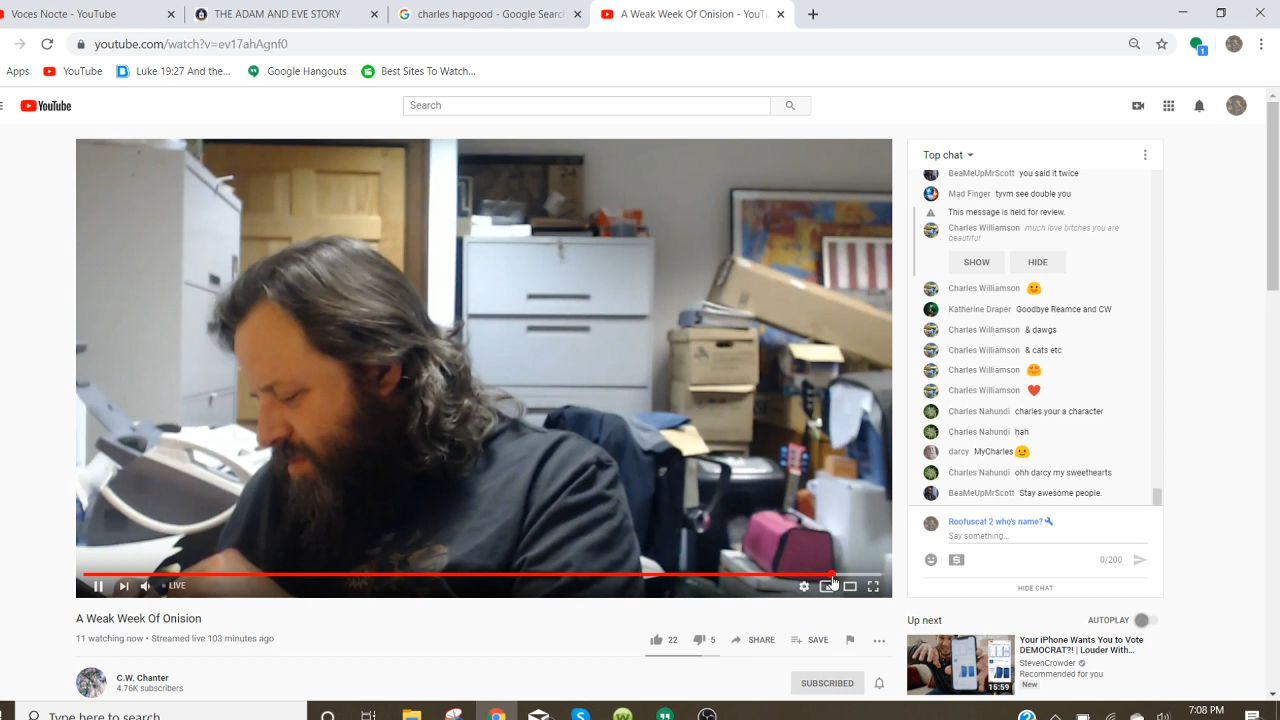 Voces Nocte - YouTube
THE ADAM AND EVE STORY
charles hapgood - Google Search
A Weak Week Of Onision - YouTu
youtube.com/watch?v=ev17ahAgnf0
Apps
YouTube
Luke 19:27 And the...
Google Hangouts
Best Sites To Watch...
YouTube
Search
Top chat
BeaMeUpMrScott you said it twice
Mad Finger tyvm see double you
This message is held for review.
Charles Williamson much love bitches you are
beautiful
SHOW HIDE
Charles Williamson
Katherine Draper Goodbye Reamce and CW
Charles Williamson & dawgs
Charles Williamson & cats etc
Charles Williamson
Charles Williamson
Charles Nahundi charles your a character
Charles Nahundi hah
darcy MyCharles
Charles Nahundi ohh darcy my sweethearts
BeaMeUpMrScott Stay awesome people.
Roofuscat 2 who's name?
Say something...
0/200
HIDE CHAT
LIVE
A Weak Week Of Onision
11 watching now • Streamed live 103 minutes ago
22 5 SHARE SAVE
C.W. Chanter
4.76K subscribers
SUBSCRIBED
Up next AUTOPLAY
Your iPhone Wants You to Vote
DEMOCRAT?! | Louder With...
StevenCrowder
Recommended for you
New
15:59
Type here to search
7:08 PM